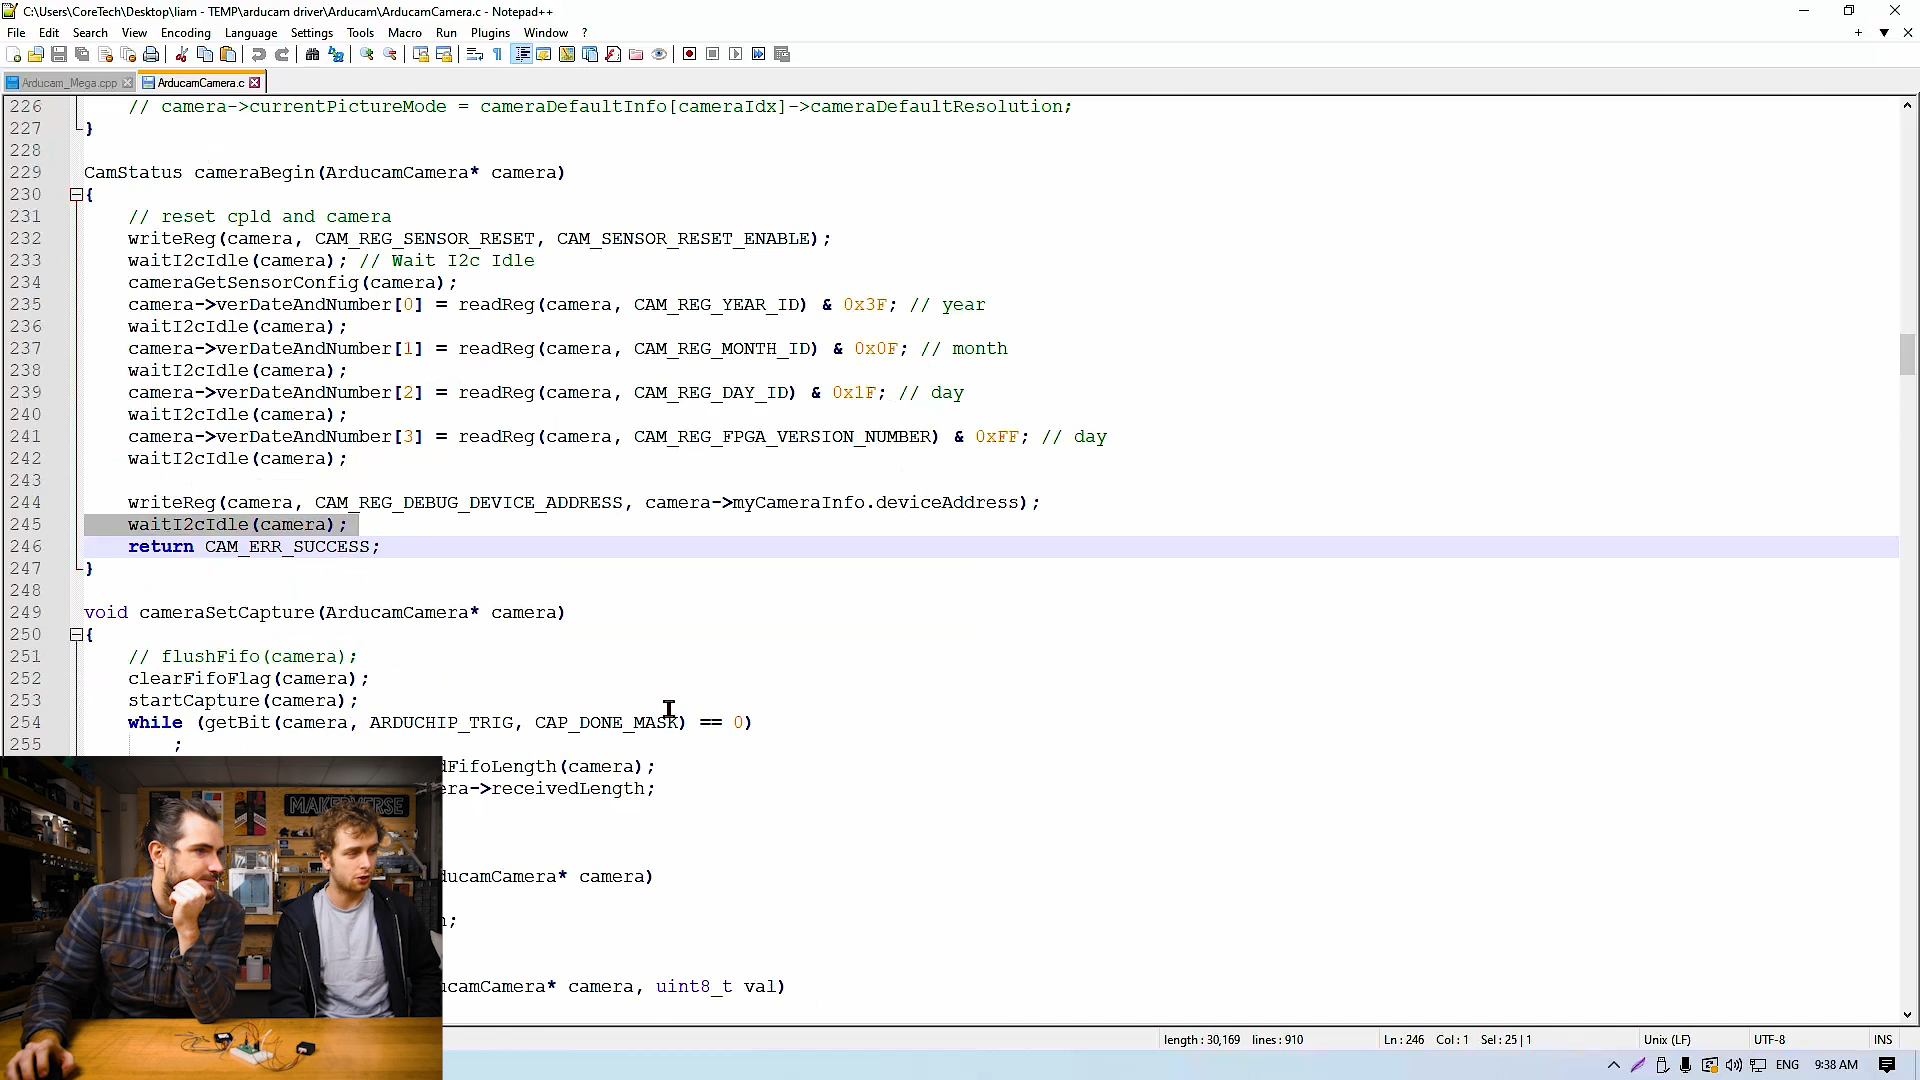 C:\Users\CoreTech\Desktop\liam - TEMP\arducam driver\Arducam\ArducamCamera.c - Notepad++
File Edit Search View Encoding Language Settings Tools Macro Run Plugins Window ?
Arducam_Mega.cpp ArducamCamera.c
226 // camera->currentPictureMode = cameraDefaultInfo[cameraIdx]->cameraDefaultResolution;
227 }
228
229 CamStatus cameraBegin(ArducamCamera* camera)
230 {
231 // reset cpld and camera
232 writeReg(camera, CAM_REG_SENSOR_RESET, CAM_SENSOR_RESET_ENABLE);
233 waitI2cIdle(camera); // Wait I2c Idle
234 cameraGetSensorConfig(camera);
235 camera->verDateAndNumber[0] = readReg(camera, CAM_REG_YEAR_ID) & 0x3F; // year
236 waitI2cIdle(camera);
237 camera->verDateAndNumber[1] = readReg(camera, CAM_REG_MONTH_ID) & 0x0F; // month
238 waitI2cIdle(camera);
239 camera->verDateAndNumber[2] = readReg(camera, CAM_REG_DAY_ID) & 0x1F; // day
240 waitI2cIdle(camera);
241 camera->verDateAndNumber[3] = readReg(camera, CAM_REG_FPGA_VERSION_NUMBER) & 0xFF; // day
242 waitI2cIdle(camera);
243
244 writeReg(camera, CAM_REG_DEBUG_DEVICE_ADDRESS, camera->myCameraInfo.deviceAddress);
245 waitI2cIdle(camera);
246 return CAM_ERR_SUCCESS;
247 }
248
249 void cameraSetCapture(ArducamCamera* camera)
250 {
251 // flushFifo(camera);
252 clearFifoFlag(camera);
253 startCapture(camera);
254 while (getBit(camera, ARDUCHIP_TRIG, CAP_DONE_MASK) == 0)
255 ;
dFifoLength(camera);
era->receivedLength;
ducamCamera* camera)
;
ucamCamera* camera, uint8_t val)
MAKERVERSE
length : 30,169 lines : 910 Ln : 246 Col : 1 Sel : 25 | 1 Unix (LF) UTF-8 INS
ENG 9:38 AM